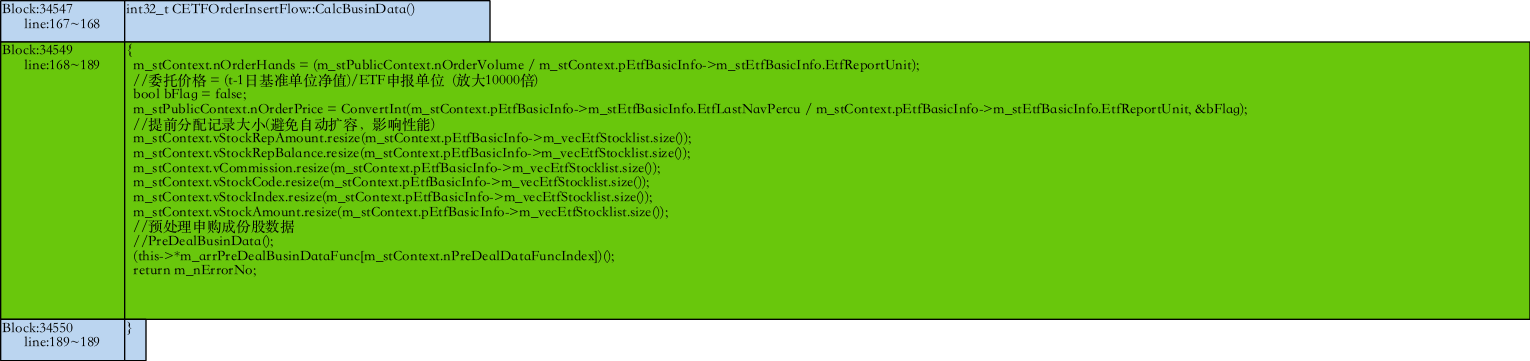 Block:34547
line:167~168
int32_t CETFOrderInsertFlow::CalcBusinData()
Block:34549
line:168~189
{
m_stContext.nOrderHands = (m_stPublicContext.nOrderVolume / m_stContext.pEtfBasicInfo->m_stEtfBasicInfo.EtfReportUnit);
//委托价格 = (t-1日基准单位净值)/ETF申报单位 (放大10000倍)
bool bFlag = false;
m_stPublicContext.nOrderPrice = ConvertInt(m_stContext.pEtfBasicInfo->m_stEtfBasicInfo.EtfLastNavPercu / m_stContext.pEtfBasicInfo->m_stEtfBasicInfo.EtfReportUnit, &bFlag);
//提前分配记录大小(避免自动扩容、影响性能)
m_stContext.vStockRepAmount.resize(m_stContext.pEtfBasicInfo->m_vecEtfStocklist.size());
m_stContext.vStockRepBalance.resize(m_stContext.pEtfBasicInfo->m_vecEtfStocklist.size());
m_stContext.vCommission.resize(m_stContext.pEtfBasicInfo->m_vecEtfStocklist.size());
m_stContext.vStockCode.resize(m_stContext.pEtfBasicInfo->m_vecEtfStocklist.size());
m_stContext.vStockIndex.resize(m_stContext.pEtfBasicInfo->m_vecEtfStocklist.size());
m_stContext.vStockAmount.resize(m_stContext.pEtfBasicInfo->m_vecEtfStocklist.size());
//预处理申购成份股数据
//PreDealBusinData();
(this->*m_arrPreDealBusinDataFunc[m_stContext.nPreDealDataFuncIndex])();
return m_nErrorNo;
Block:34550
line:189~189
}